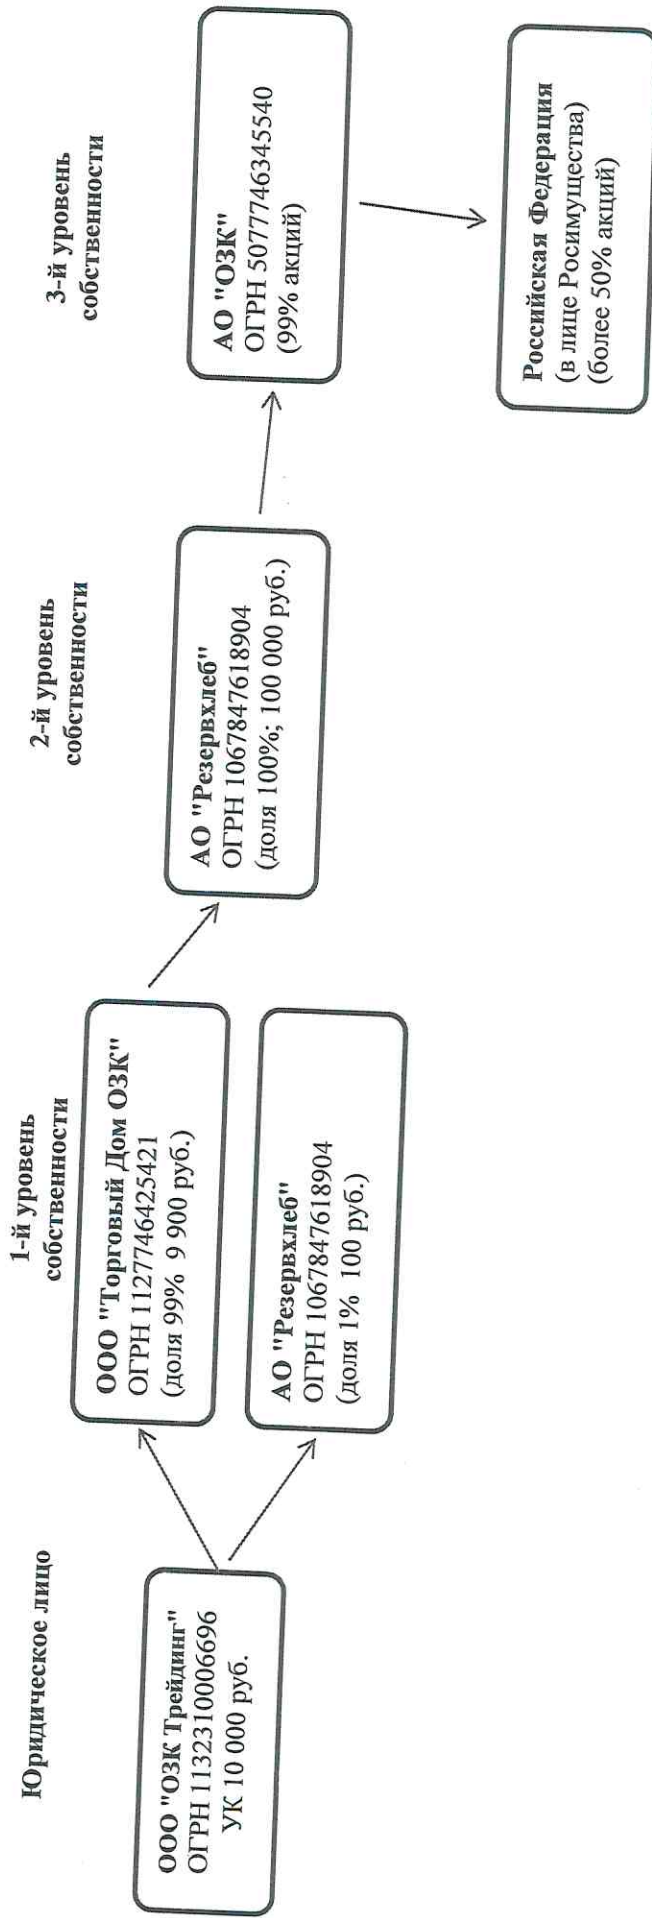 Юридическое лицо
ООО "ОЗК Трейдинг"
ОГРН 1132310006696
УК 10 000 руб.
1-й уровень
собственности
ООО "Торговый Дом ОЗК"
ОГРН 1127746425421
(доля 99% 9 900 руб.)
АО "Резервхлеб"
ОГРН 1067847618904
(доля 1% 100 руб.)
2-й уровень
собственности
АО "Резервхлеб"
ОГРН 1067847618904
(доля 100%; 100 000 руб.)
3-й уровень
собственности
АО "ОЗК"
ОГРН 5077746345540
(99% акций)
Российская Федерация
(в лице Росимущества)
(более 50% акций)